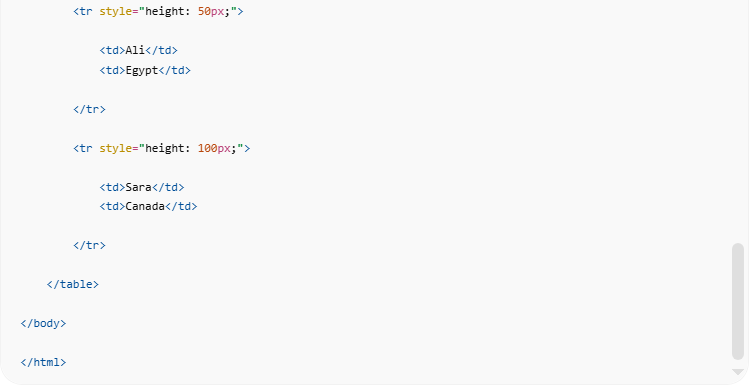 <tr style="height: 50px;">
<td>Ali</td>
<td>Egypt</td>
</tr>
<tr style="height: 100px;">
<td>Sara</td>
<td>Canada</td>
</tr>
</table>
</body>
</html>